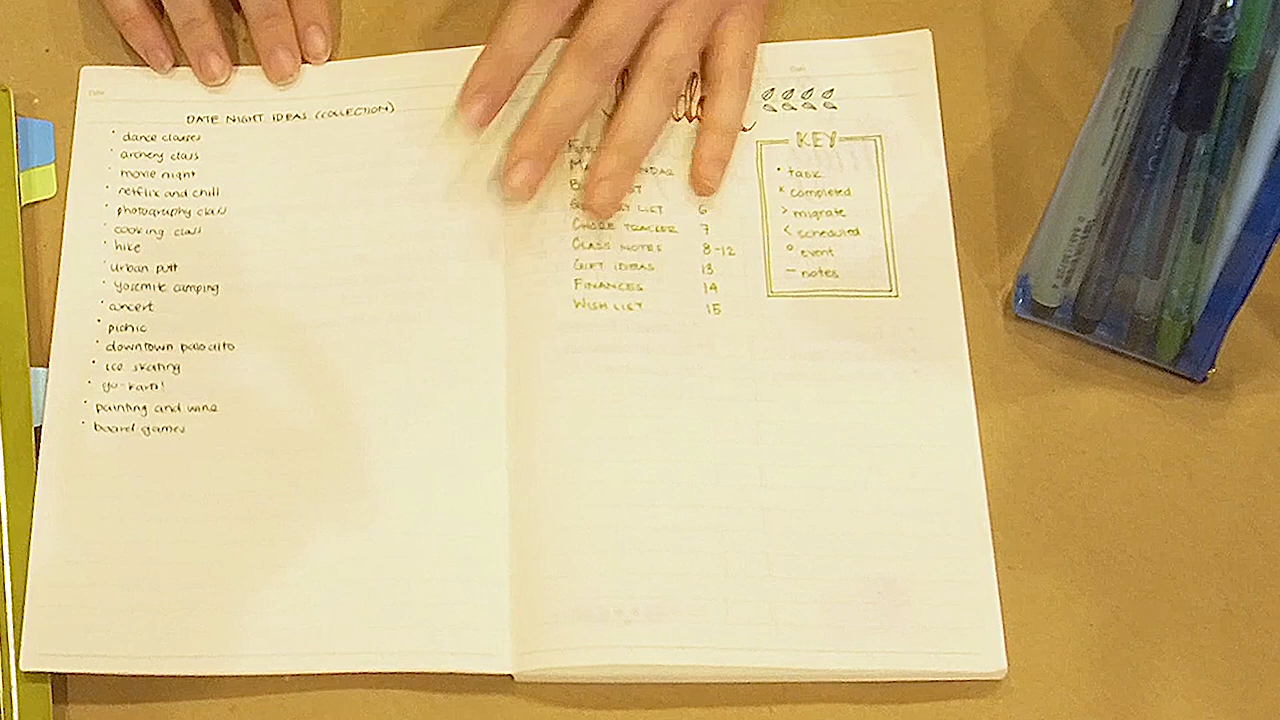 DATE NIGHT IDEAS (COLLECTION)
• dance classes
• archery class
• movie night
• netflix and chill
• photography class
• cooking class
• hike
• urban putt
• yosemite camping
• concert
• picnic
• downtown palo alto
• ice skating
• go-kart!
• painting and wine
• board games
LIST 6
CHORE TRACKER 7
CLASS NOTES 8-12
GIFT IDEAS 13
FINANCES 14
WISH LIST 15
KEY
• task
× completed
> migrate
< scheduled
o event
– notes